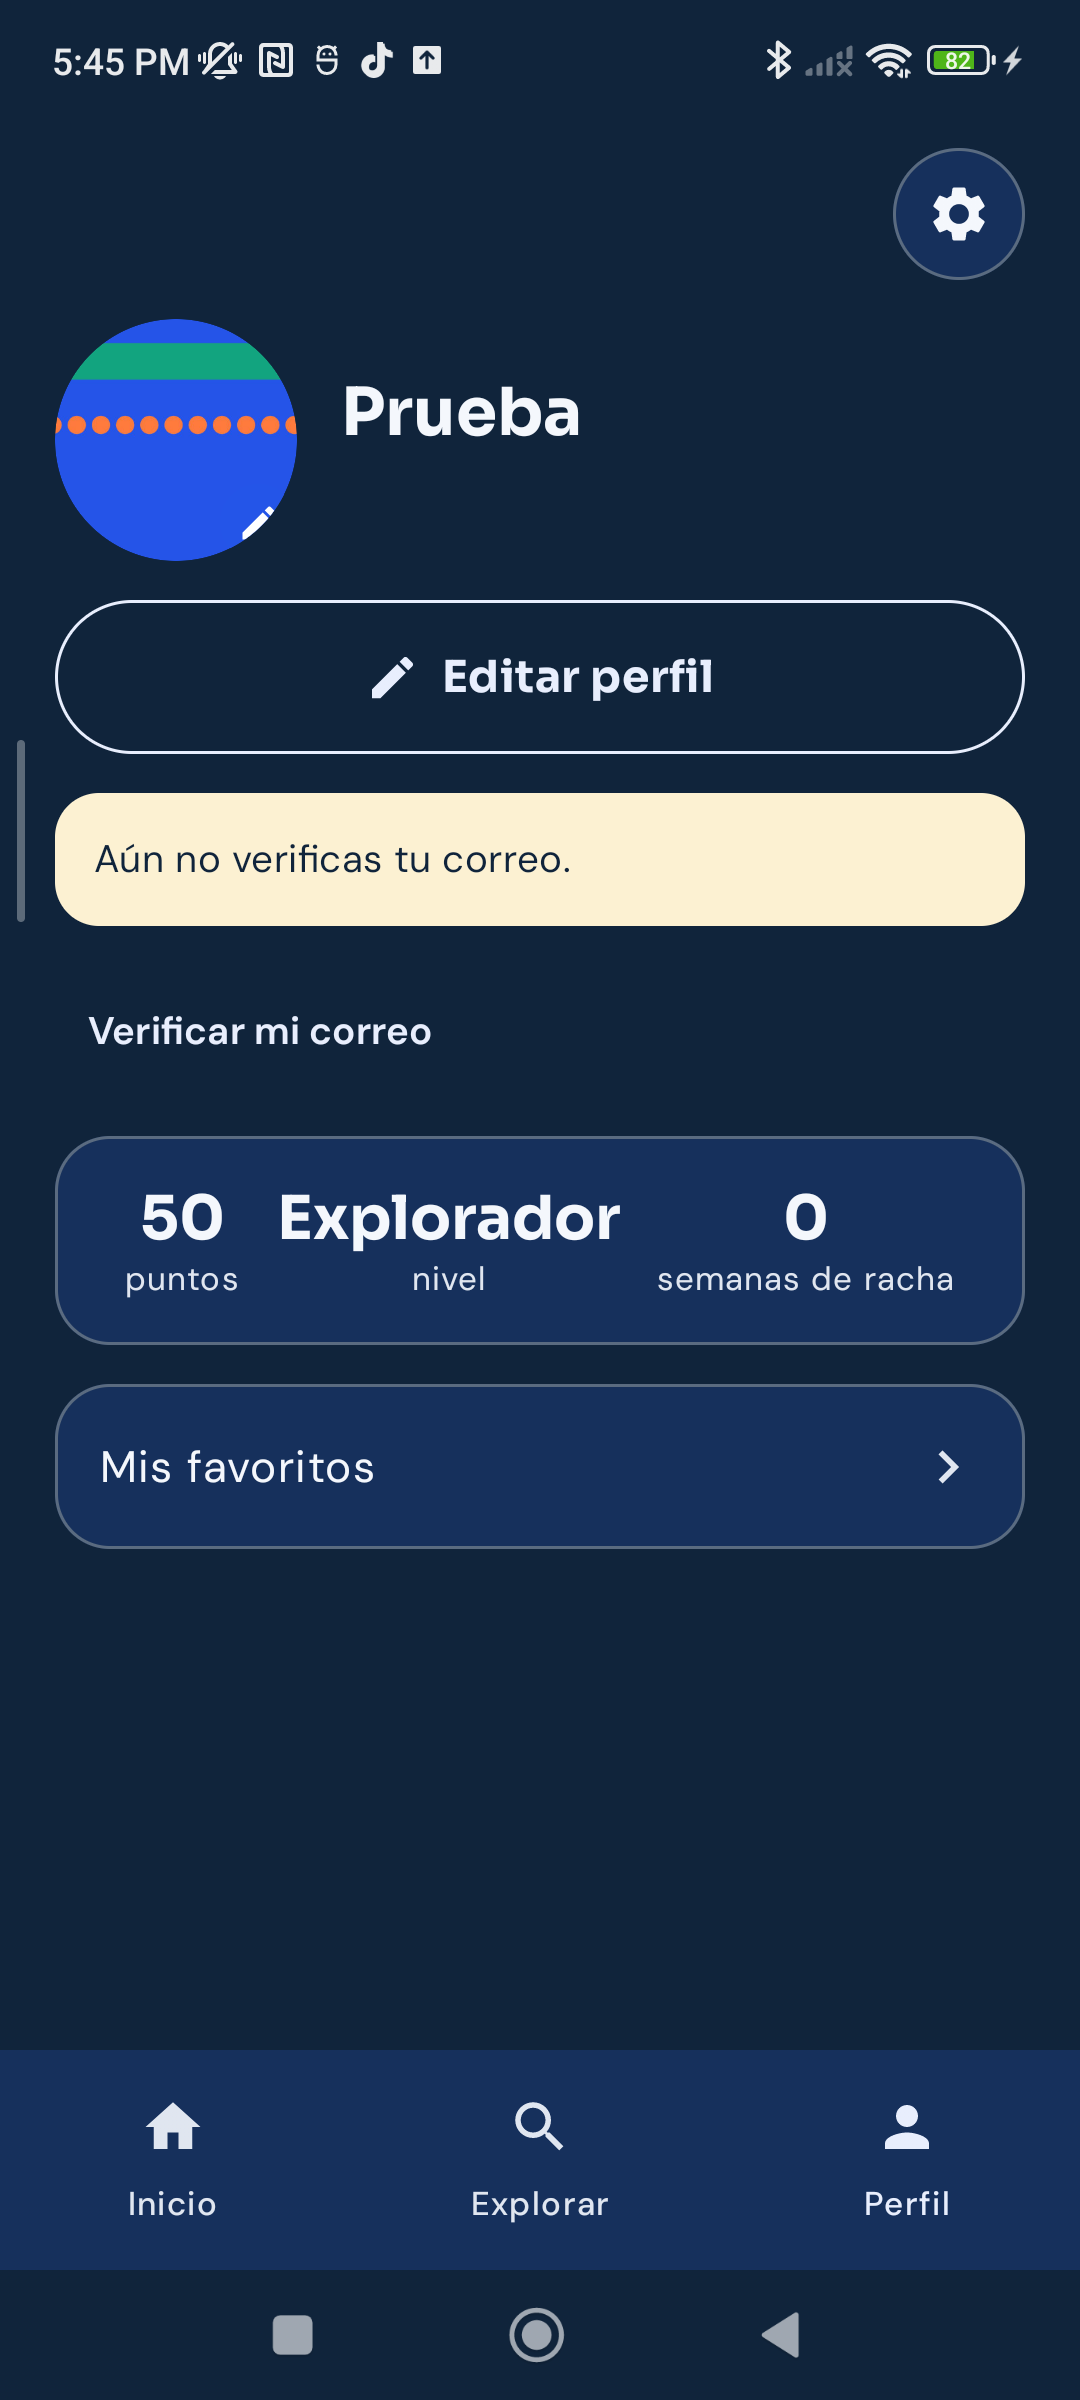 5:45 PM
82
Prueba
Editar perfil
Aún no verificas tu correo.
Verificar mi correo
50 Explorador 0
puntos nivel semanas de racha
Mis favoritos
Inicio Explorar Perfil